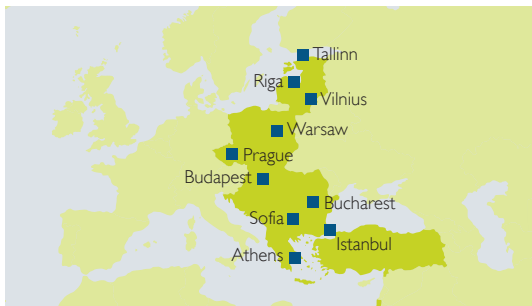 Tallinn
Riga
Vilnius
Warsaw
Prague
Budapest
Bucharest
Sofia
Istanbul
Athens